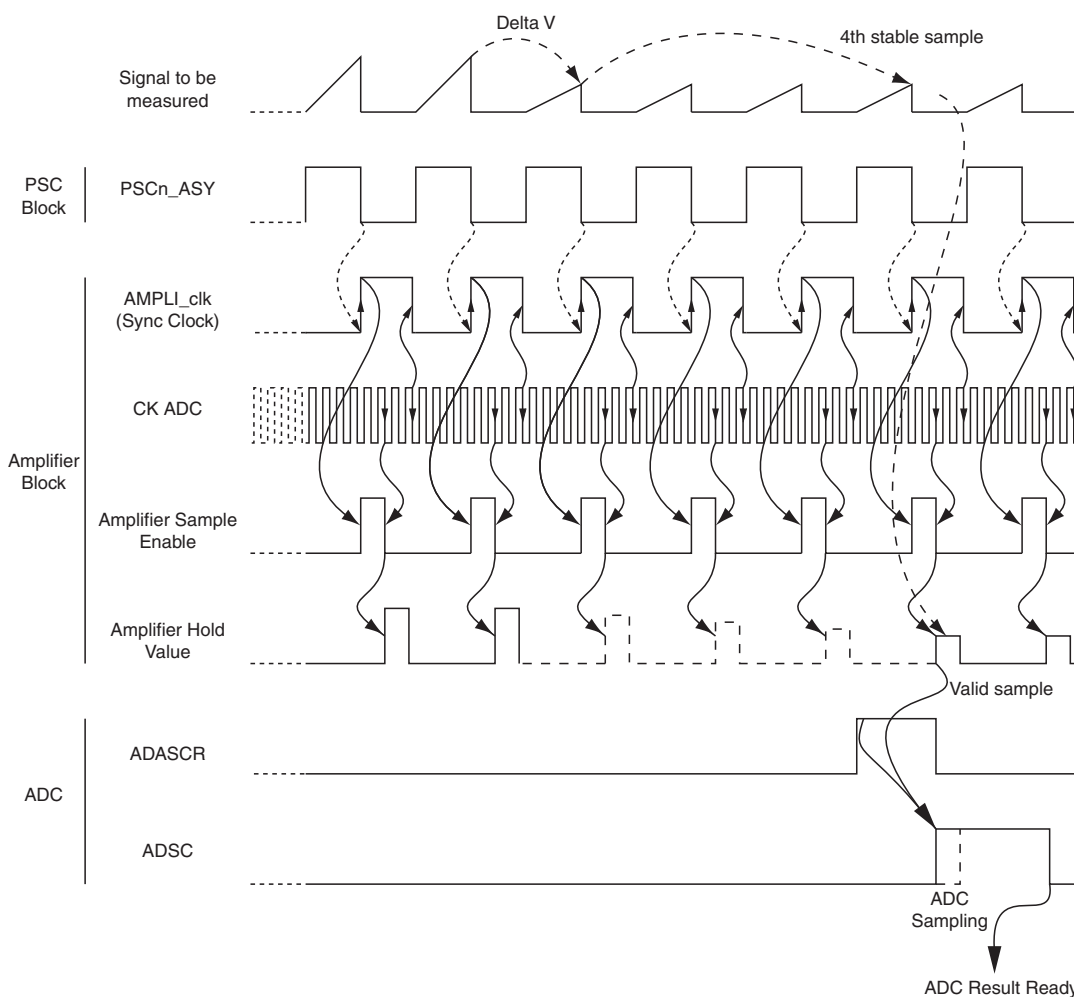 Delta V
4th stable sample
Signal to be
measured
PSC
Block
PSCn_ASY
AMPLI_clk
(Sync Clock)
CK ADC
Amplifier
Block
Amplifier Sample
Enable
Amplifier Hold
Value
Valid sample
ADASCR
ADC
ADSC
ADC
Sampling
ADC Result Ready